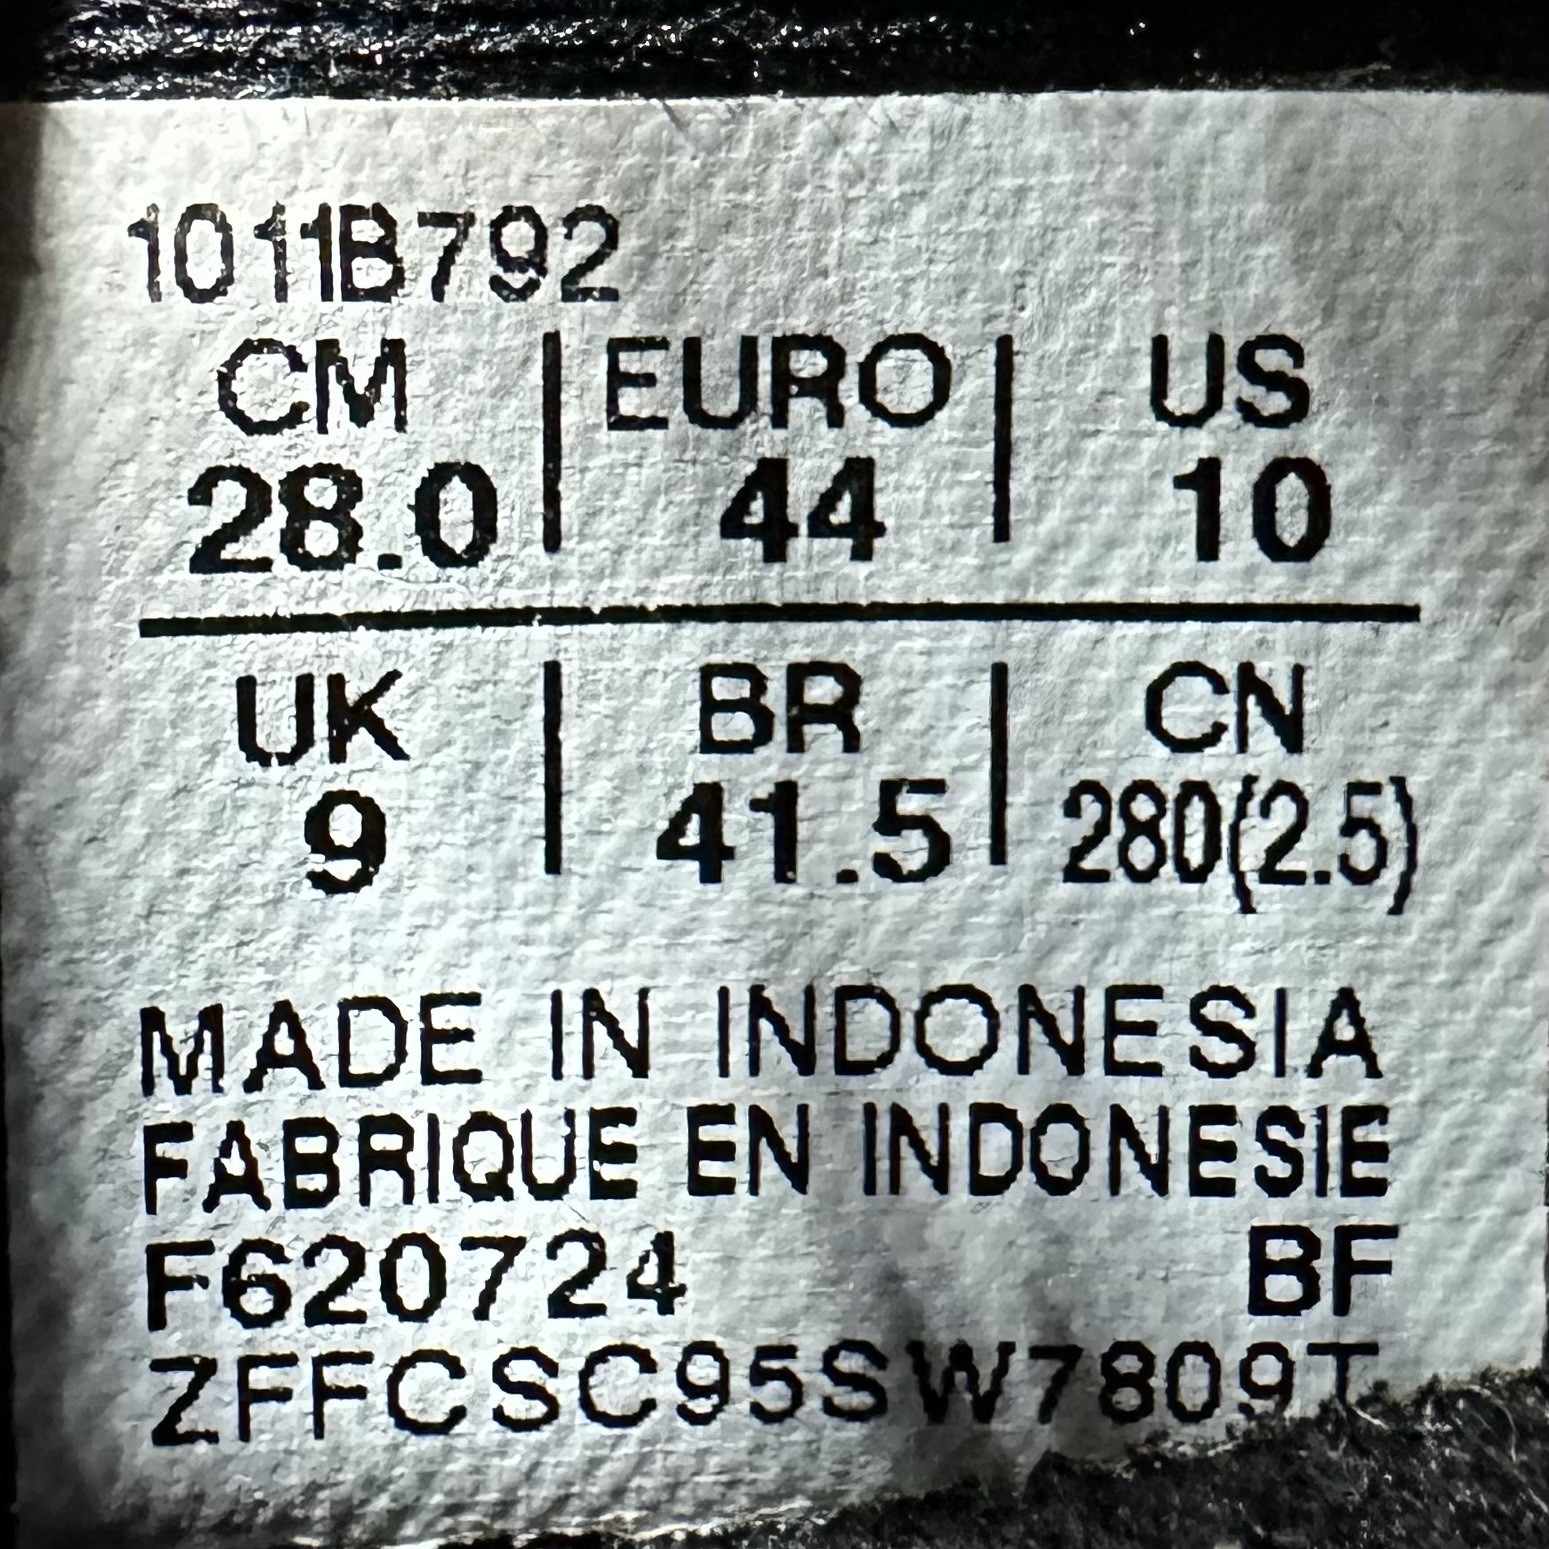 1011B792
CM | EURO | US
28.0 | 44 | 10
UK | BR | CN
9 | 41.5 | 280(2.5)
MADE IN INDONESIA
FABRIQUE EN INDONESIE
F620724 BF
ZFFCSC95SW7809T